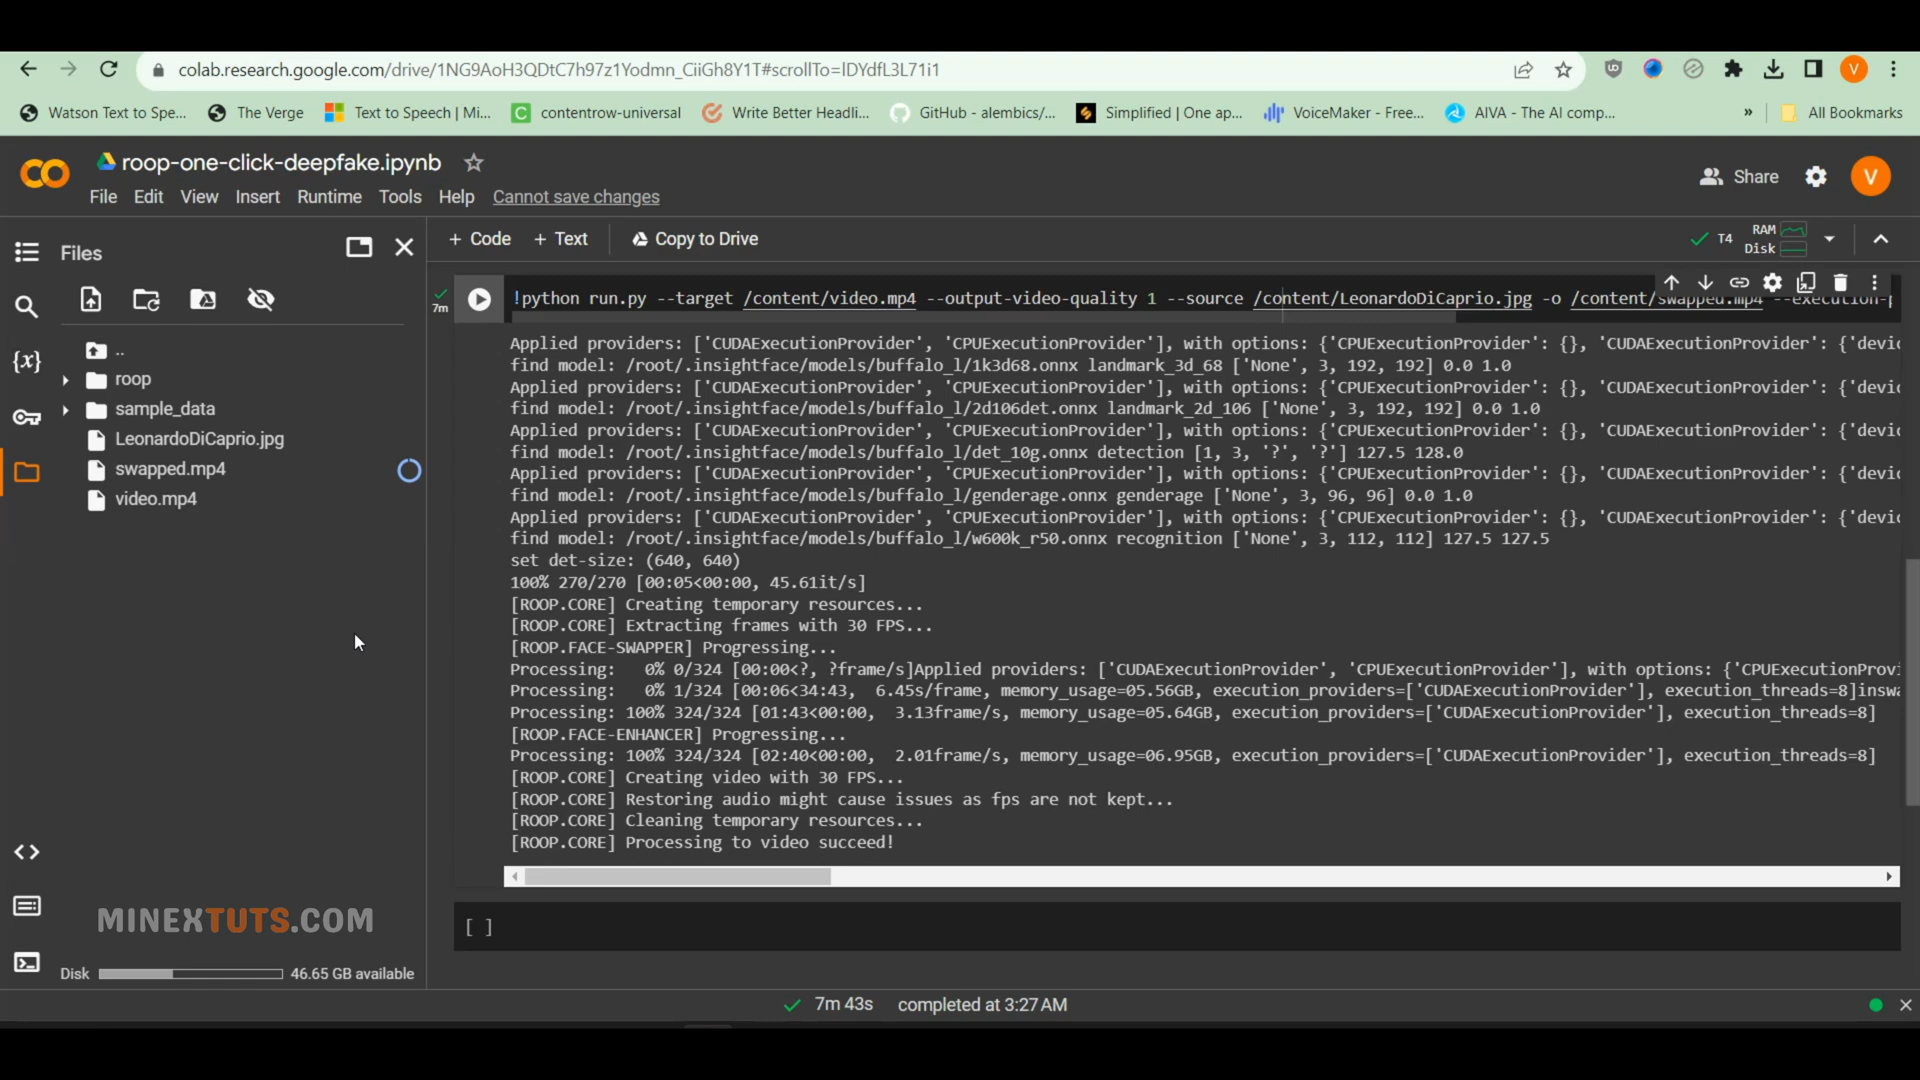 colab.research.google.com/drive/1NG9AoH3QDtC7h97z1Yodmn_CiiGh8Y1T#scrollTo=lDYdfL3L71i1
V
Watson Text to Spe... The Verge Text to Speech | Mi... contentrow-universal Write Better Headli... GitHub - alembics/... Simplified | One ap... VoiceMaker - Free... AIVA - The AI comp... » All Bookmarks
roop-one-click-deepfake.ipynb
File Edit View Insert Runtime Tools Help Cannot save changes
Share
V
Files
+ Code + Text Copy to Drive
T4 RAM
Disk
..
roop
sample_data
LeonardoDiCaprio.jpg
swapped.mp4
video.mp4
{x}
7m
!python run.py --target /content/video.mp4 --output-video-quality 1 --source /content/LeonardoDiCaprio.jpg -o /content/swapped.mp4 --execution-p
Applied providers: ['CUDAExecutionProvider', 'CPUExecutionProvider'], with options: {'CPUExecutionProvider': {}, 'CUDAExecutionProvider': {'devic
find model: /root/.insightface/models/buffalo_l/1k3d68.onnx landmark_3d_68 ['None', 3, 192, 192] 0.0 1.0
Applied providers: ['CUDAExecutionProvider', 'CPUExecutionProvider'], with options: {'CPUExecutionProvider': {}, 'CUDAExecutionProvider': {'devic
find model: /root/.insightface/models/buffalo_l/2d106det.onnx landmark_2d_106 ['None', 3, 192, 192] 0.0 1.0
Applied providers: ['CUDAExecutionProvider', 'CPUExecutionProvider'], with options: {'CPUExecutionProvider': {}, 'CUDAExecutionProvider': {'devic
find model: /root/.insightface/models/buffalo_l/det_10g.onnx detection [1, 3, '?', '?'] 127.5 128.0
Applied providers: ['CUDAExecutionProvider', 'CPUExecutionProvider'], with options: {'CPUExecutionProvider': {}, 'CUDAExecutionProvider': {'devic
find model: /root/.insightface/models/buffalo_l/genderage.onnx genderage ['None', 3, 96, 96] 0.0 1.0
Applied providers: ['CUDAExecutionProvider', 'CPUExecutionProvider'], with options: {'CPUExecutionProvider': {}, 'CUDAExecutionProvider': {'devic
find model: /root/.insightface/models/buffalo_l/w600k_r50.onnx recognition ['None', 3, 112, 112] 127.5 127.5
set det-size: (640, 640)
100% 270/270 [00:05<00:00, 45.61it/s]
[ROOP.CORE] Creating temporary resources...
[ROOP.CORE] Extracting frames with 30 FPS...
[ROOP.FACE-SWAPPER] Progressing...
Processing:   0% 0/324 [00:00<?, ?frame/s]Applied providers: ['CUDAExecutionProvider', 'CPUExecutionProvider'], with options: {'CPUExecutionProvi
Processing:   0% 1/324 [00:06<34:43,  6.45s/frame, memory_usage=05.56GB, execution_providers=['CUDAExecutionProvider'], execution_threads=8]inswa
Processing: 100% 324/324 [01:43<00:00,  3.13frame/s, memory_usage=05.64GB, execution_providers=['CUDAExecutionProvider'], execution_threads=8]
[ROOP.FACE-ENHANCER] Progressing...
Processing: 100% 324/324 [02:40<00:00,  2.01frame/s, memory_usage=06.95GB, execution_providers=['CUDAExecutionProvider'], execution_threads=8]
[ROOP.CORE] Creating video with 30 FPS...
[ROOP.CORE] Restoring audio might cause issues as fps are not kept...
[ROOP.CORE] Cleaning temporary resources...
[ROOP.CORE] Processing to video succeed!
[ ]
MINEXTUTS.COM
Disk 46.65 GB available
7m 43s completed at 3:27 AM